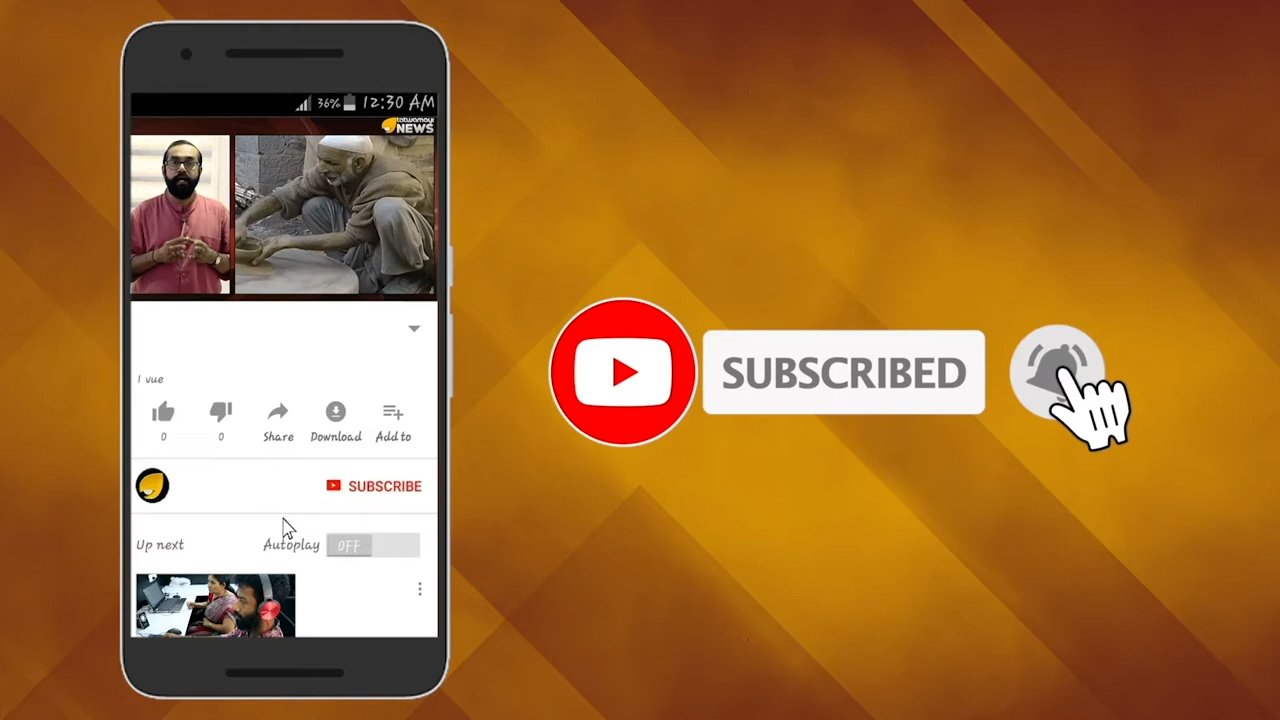 36% 12:30 AM
tatwamayi
NEWS
1 vue
0
0
Share
Download
Add to
SUBSCRIBE
Up next
Autoplay
OFF
SUBSCRIBED